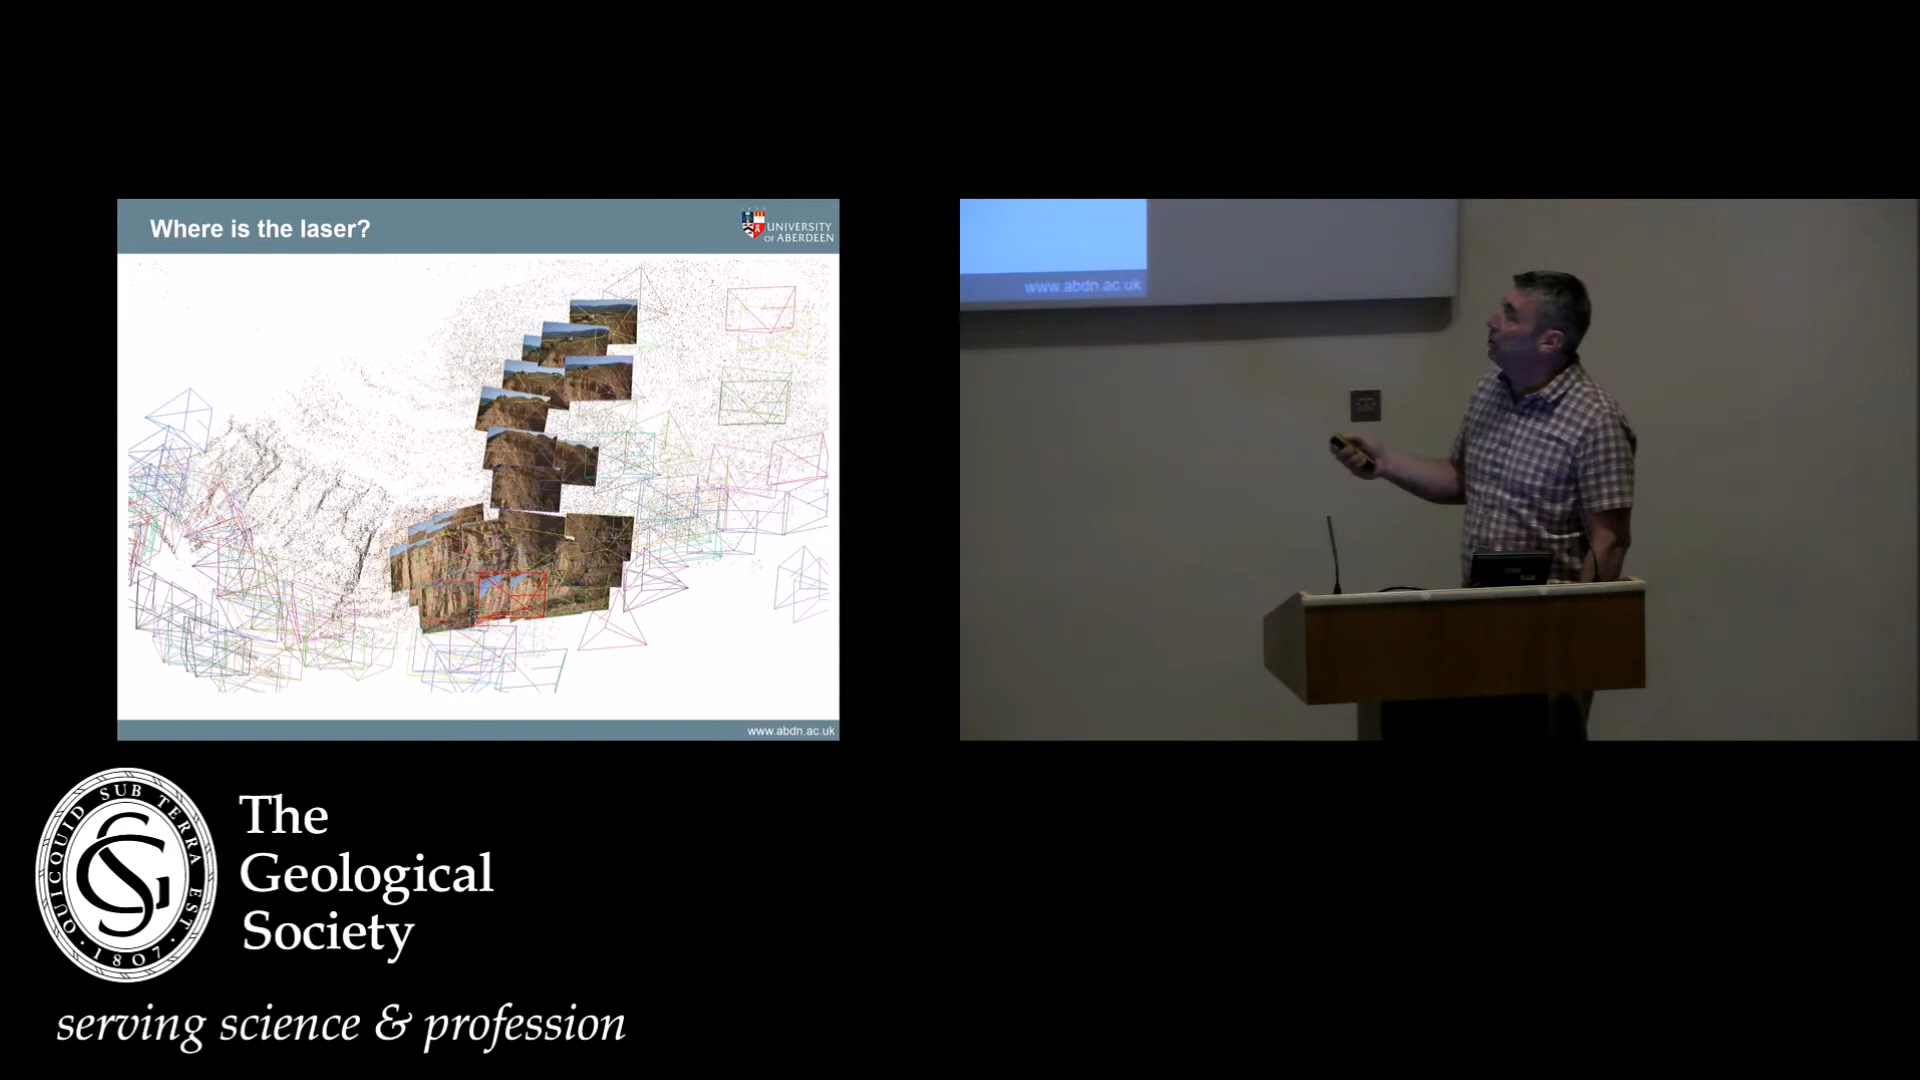 Where is the laser?
UNIVERSITY
OF ABERDEEN
www.abdn.ac.uk
www.abdn.ac.uk
QUICQUID SUB TERRA EST
· 1807 ·
The
Geological
Society
serving science & profession